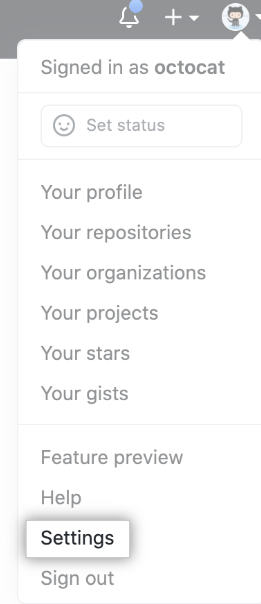 Signed in as octocat
Set status
Your profile
Your repositories
Your organizations
Your projects
Your stars
Your gists
Feature preview
Help
Settings
Sign out